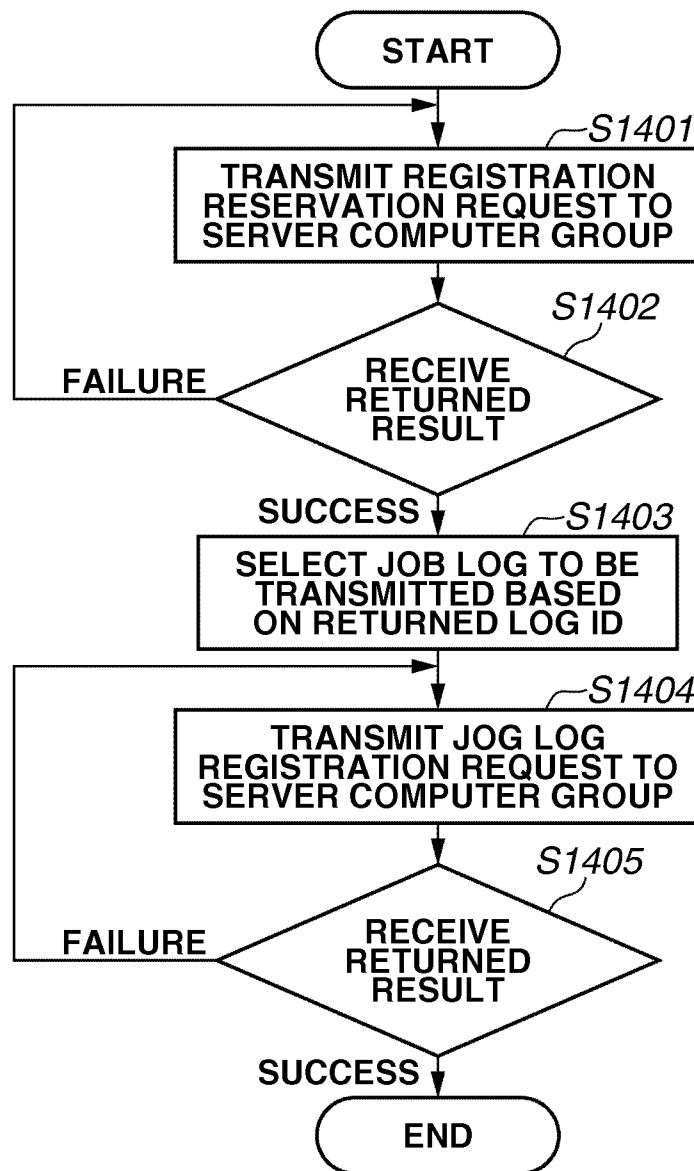 START
S1401
TRANSMIT REGISTRATION
RESERVATION REQUEST TO
SERVER COMPUTER GROUP
S1402
RECEIVE
RETURNED
RESULT
FAILURE
SUCCESS
S1403
SELECT JOB LOG TO BE
TRANSMITTED BASED
ON RETURNED LOG ID
S1404
TRANSMIT JOG LOG
REGISTRATION REQUEST TO
SERVER COMPUTER GROUP
S1405
RECEIVE
RETURNED
RESULT
FAILURE
SUCCESS
END